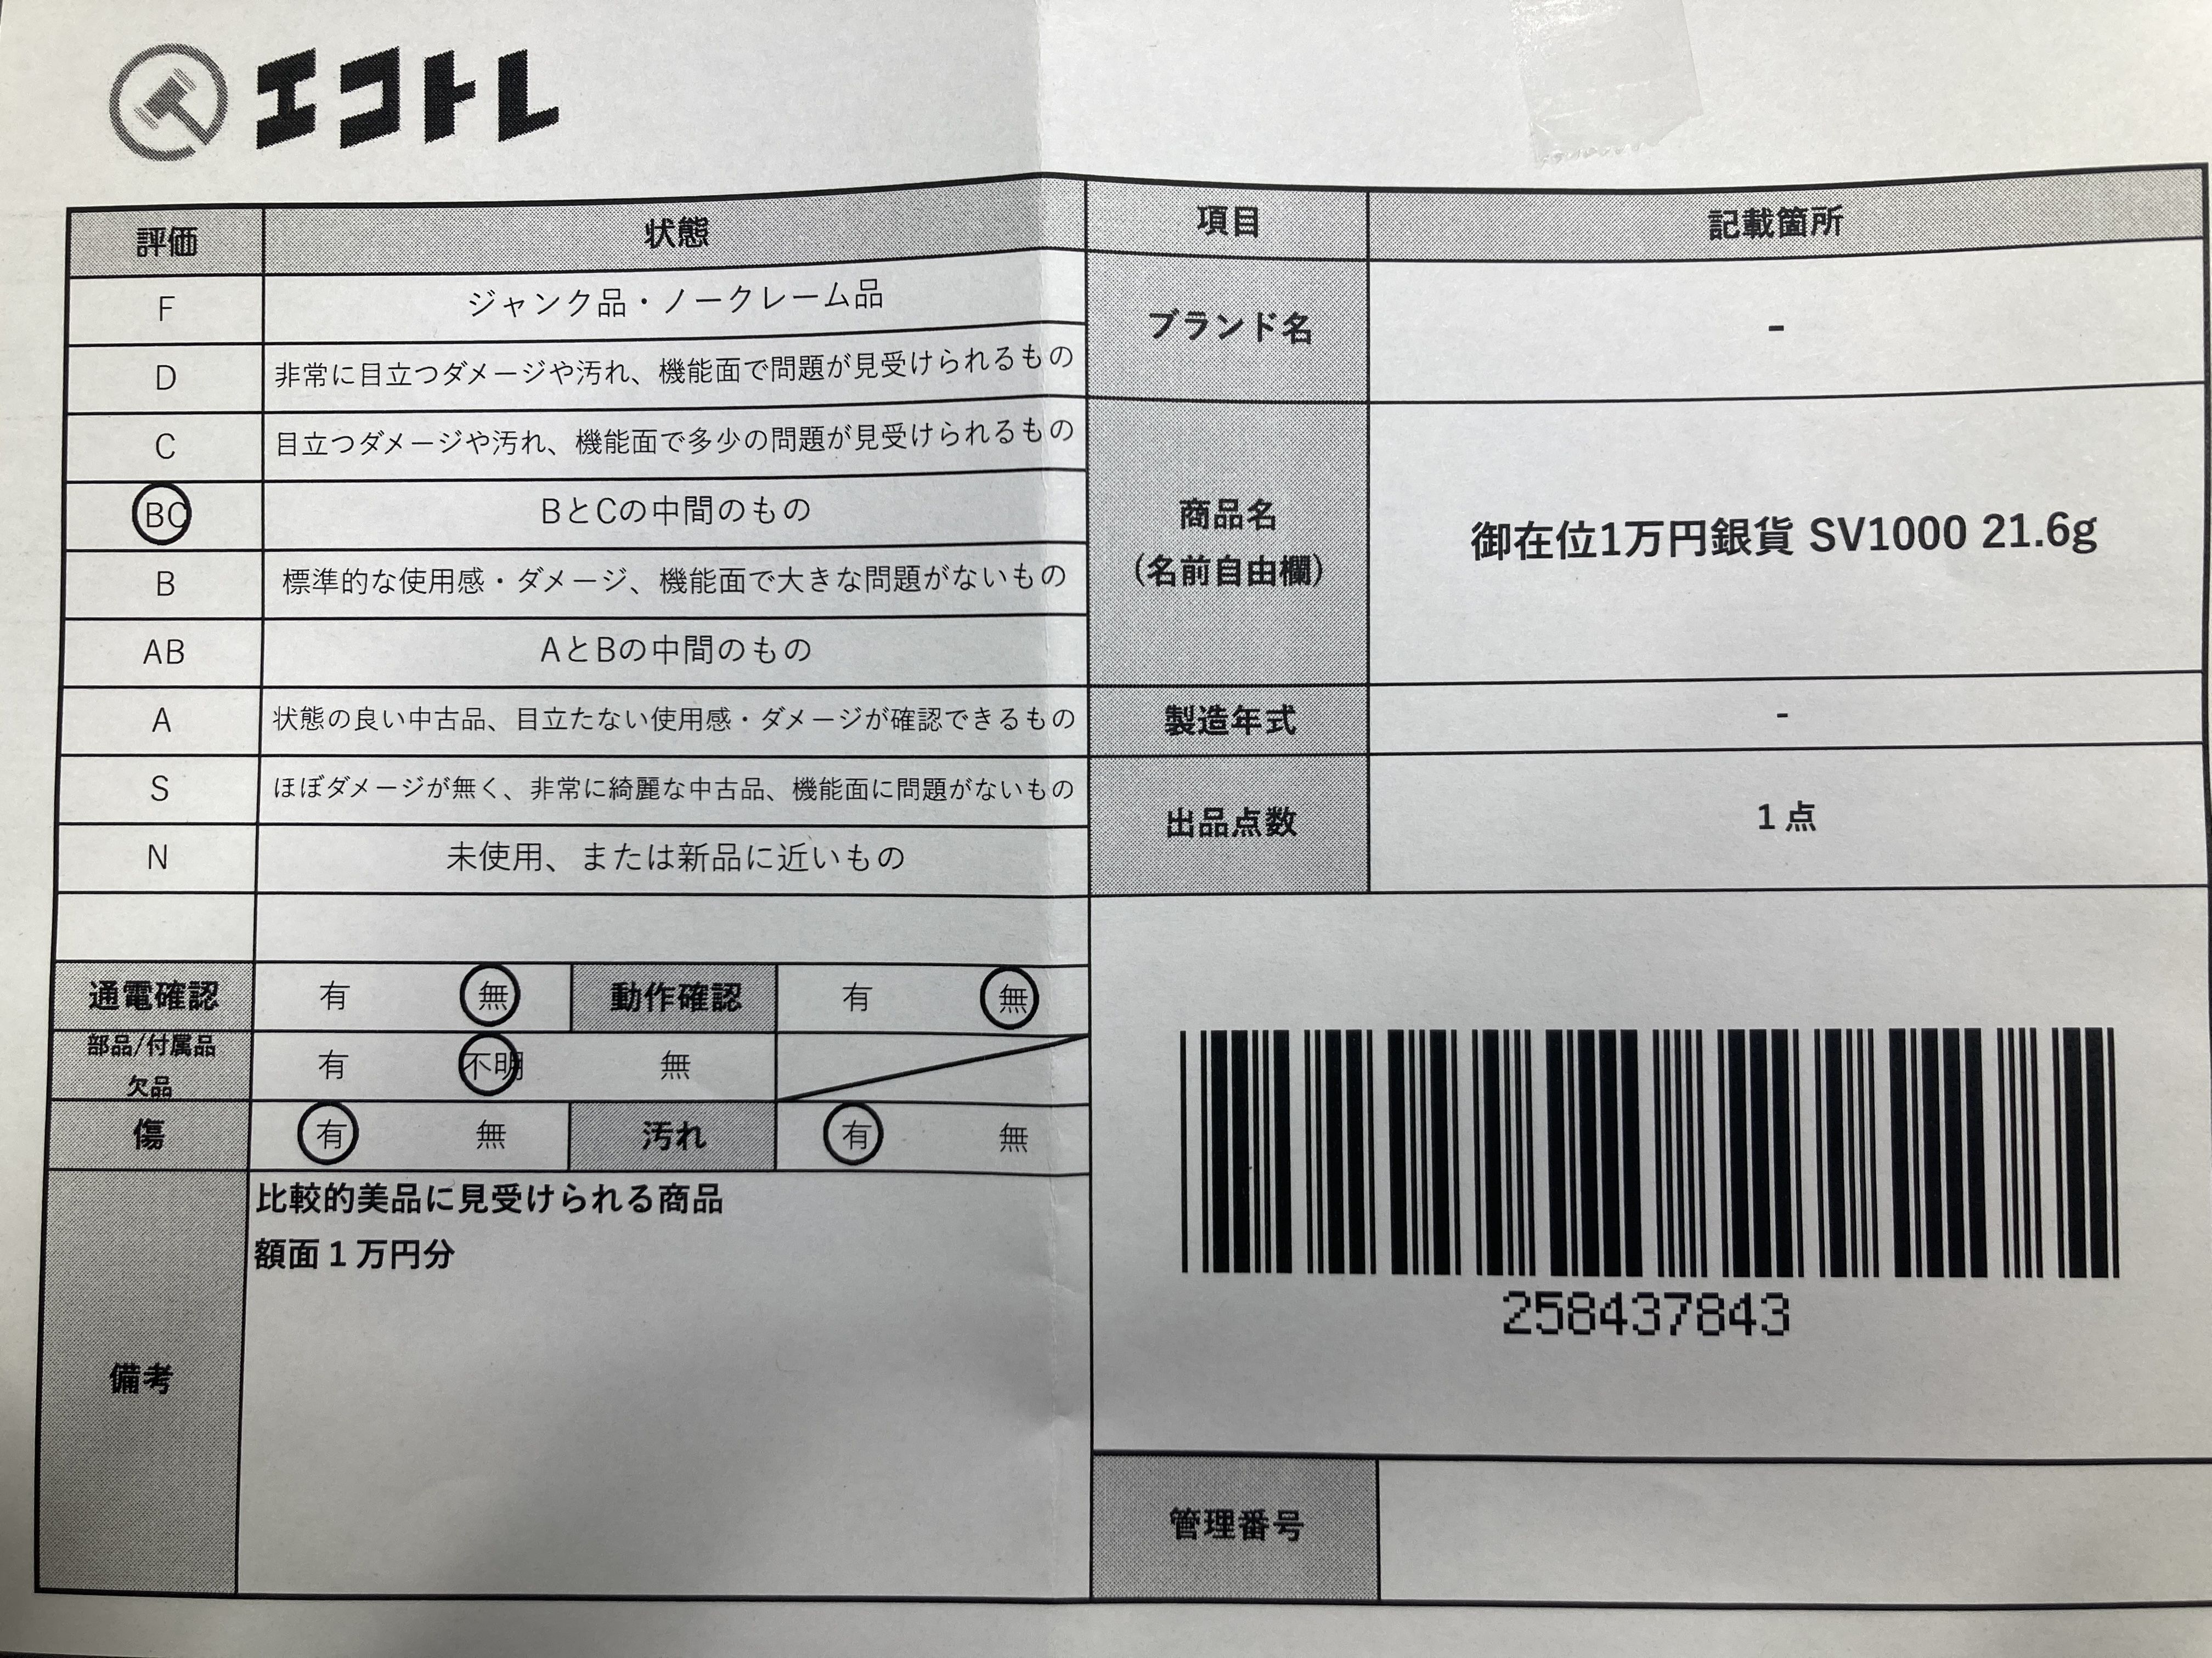 エコトレ
評価 状態
F ジャンク品・ノークレーム品
D 非常に目立つダメージや汚れ、機能面で問題が見受けられるもの
C 目立つダメージや汚れ、機能面で多少の問題が見受けられるもの
BC BとCの中間のもの
B 標準的な使用感・ダメージ、機能面で大きな問題がないもの
AB AとBの中間のもの
A 状態の良い中古品、目立たない使用感・ダメージが確認できるもの
S ほぼダメージが無く、非常に綺麗な中古品、機能面に問題がないもの
N 未使用、または新品に近いもの
通電確認 有 無 動作確認 有 無
部品/付属品
欠品 有 不明 無
傷 有 無 汚れ 有 無
備考
比較的美品に見受けられる商品
額面1万円分
項目 記載箇所
ブランド名 -
商品名
(名前自由欄)
御在位1万円銀貨 SV1000 21.6g
製造年式 -
出品点数 1点
258437843
管理番号